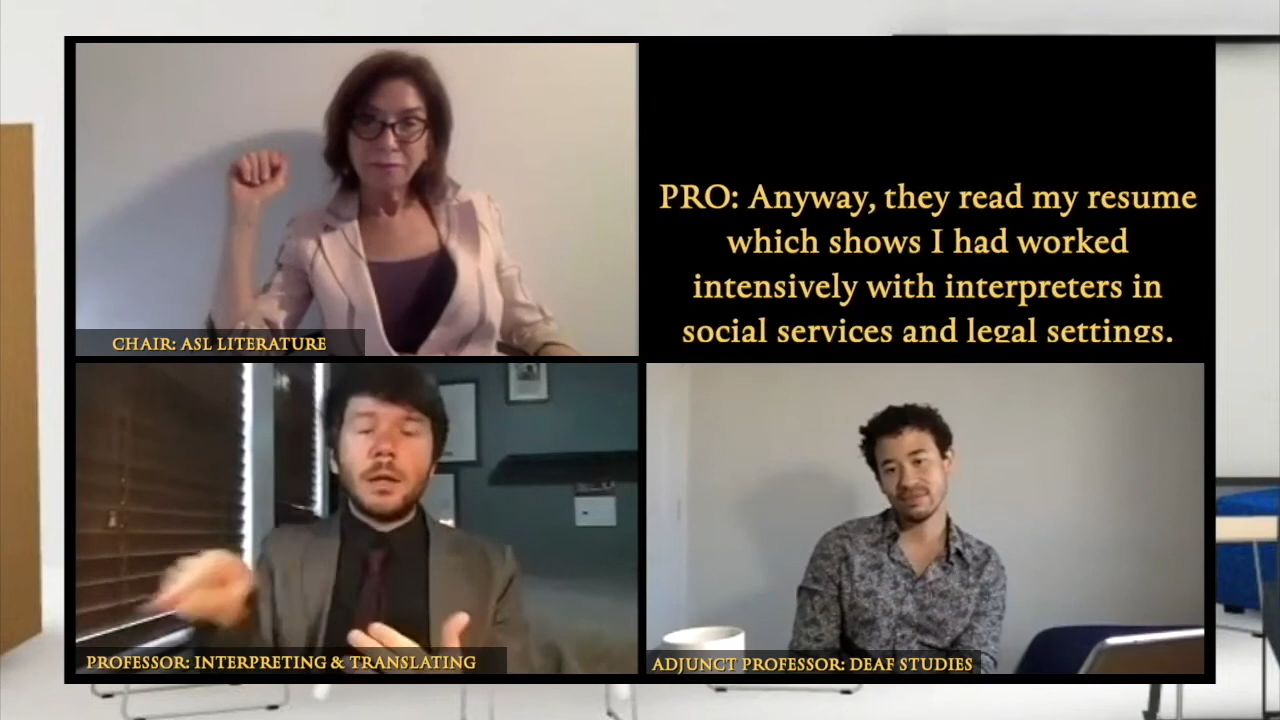 PRO: Anyway, they read my resume
which shows I had worked
intensively with interpreters in
social services and legal settings.
CHAIR: ASL LITERATURE
PROFESSOR: INTERPRETING & TRANSLATING
ADJUNCT PROFESSOR: DEAF STUDIES